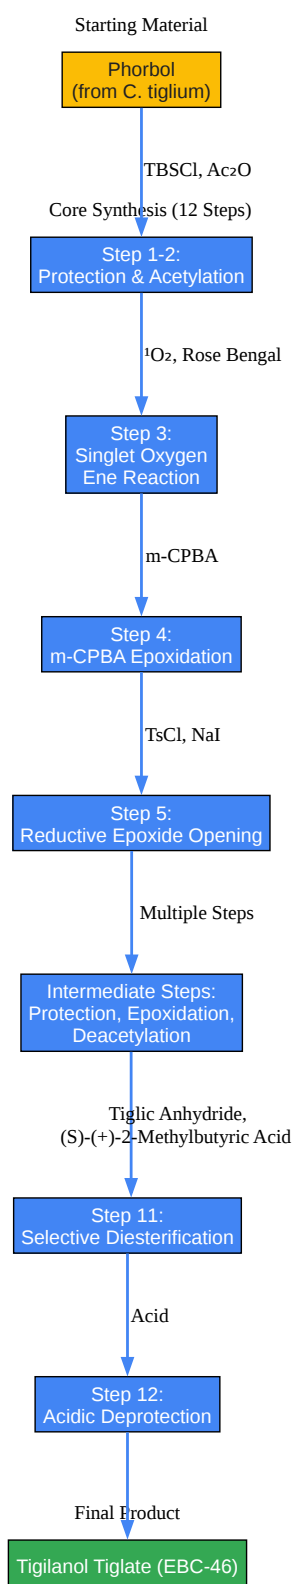 Starting Material
Phorbol
(from C. tiglium)
TBSCl, Ac₂O
Core Synthesis (12 Steps)
Step 1-2:
Protection & Acetylation
¹O₂, Rose Bengal
Step 3:
Singlet Oxygen
Ene Reaction
m-CPBA
Step 4:
m-CPBA Epoxidation
TsCl, NaI
Step 5:
Reductive Epoxide Opening
Multiple Steps
Intermediate Steps:
Protection, Epoxidation,
Deacetylation
Tiglic Anhydride,
(S)-(+)-2-Methylbutyric Acid
Step 11:
Selective Diesterification
Acid
Step 12:
Acidic Deprotection
Final Product
Tigilanol Tiglate (EBC-46)